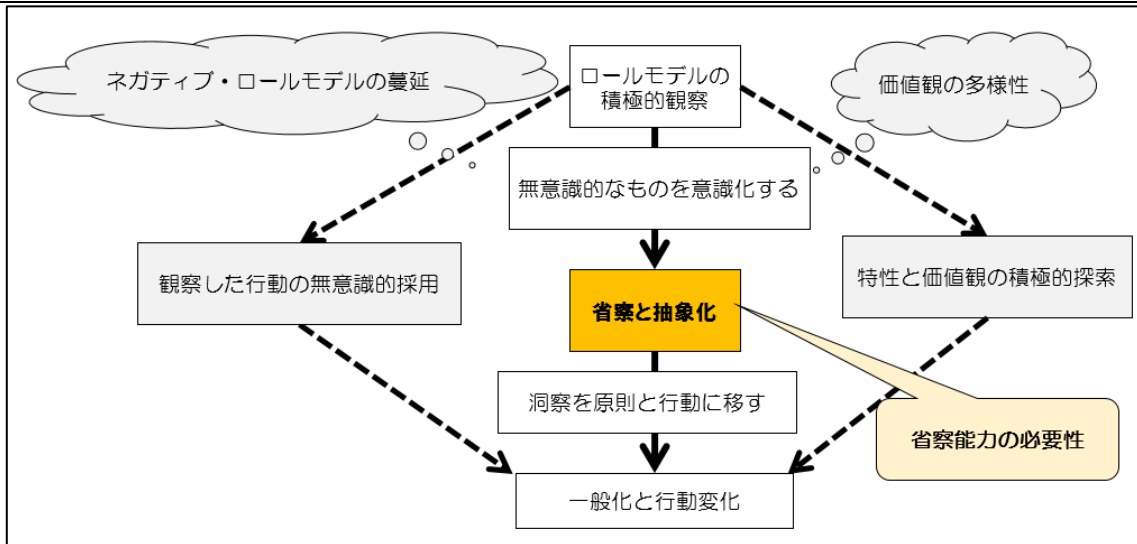 ネガティブ・ロールモデルの蔓延
ロールモデルの
積極的観察
価値観の多様性
無意識的なものを意識化する
観察した行動の無意識的採用
省察と抽象化
特性と価値観の積極的探索
洞察を原則と行動に移す
省察能力の必要性
一般化と行動変化